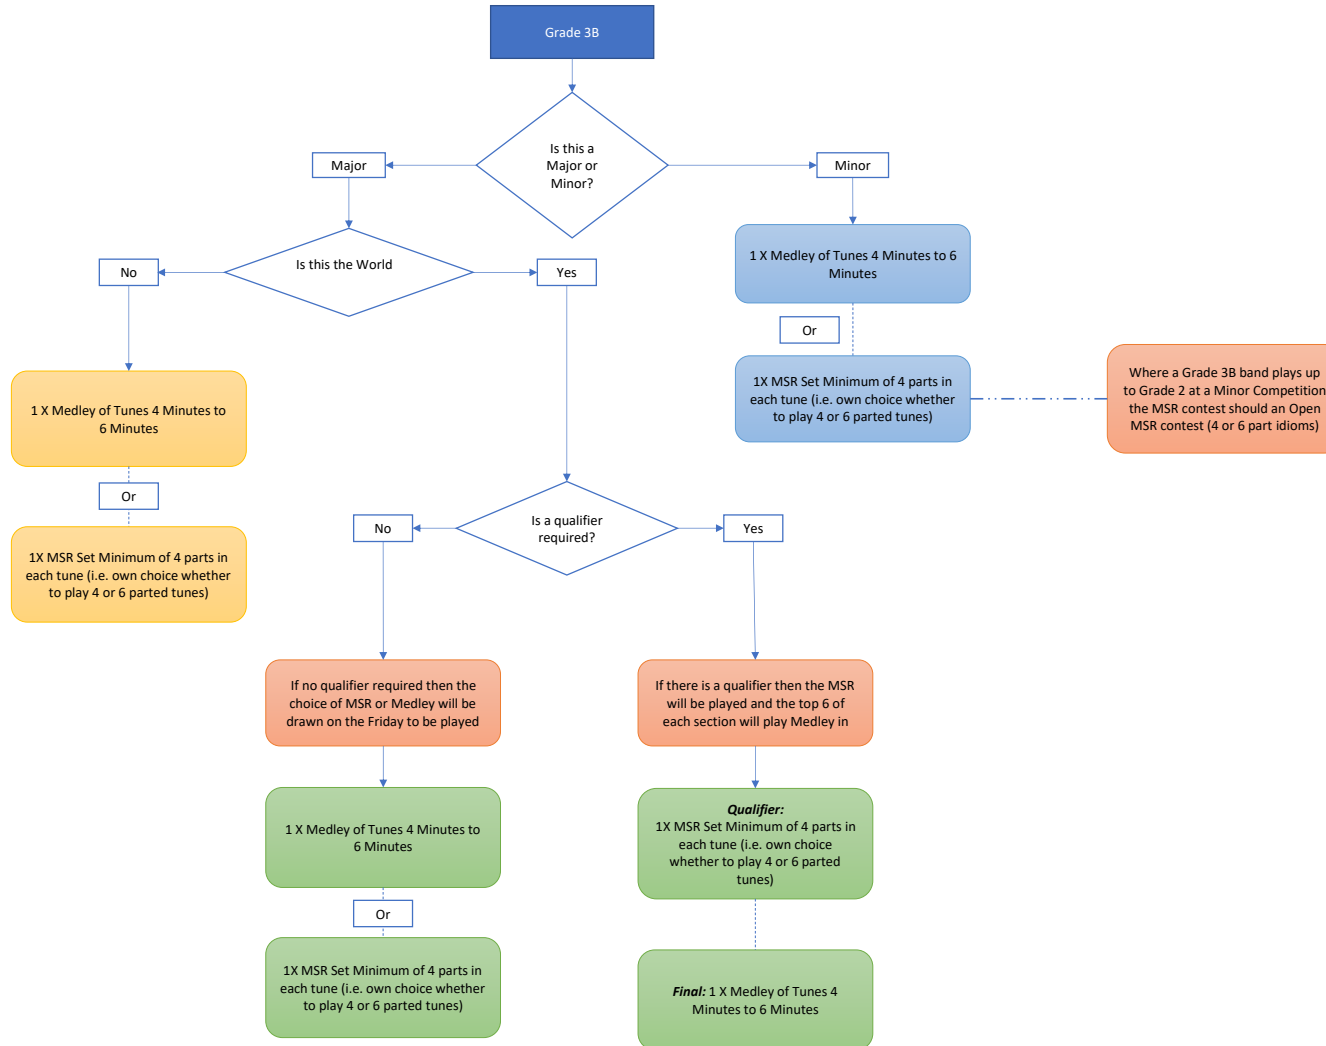 Grade 3B
Is this a
Major or
Minor?
Major
Minor
Is this the World
No
Yes
1 X Medley of Tunes 4 Minutes to 6
Minutes
Or
1X MSR Set Minimum of 4 parts in
each tune (i.e. own choice whether
to play 4 or 6 parted tunes)
Where a Grade 3B band plays up
to Grade 2 at a Minor Competition
the MSR contest should an Open
MSR contest (4 or 6 part idioms)
1 X Medley of Tunes 4 Minutes to
6 Minutes
Or
1X MSR Set Minimum of 4 parts in
each tune (i.e. own choice whether
to play 4 or 6 parted tunes)
Is a qualifier
required?
No
Yes
If no qualifier required then the
choice of MSR or Medley will be
drawn on the Friday to be played
If there is a qualifier then the MSR
will be played and the top 6 of
each section will play Medley in
1 X Medley of Tunes 4 Minutes to
6 Minutes
Or
1X MSR Set Minimum of 4 parts in
each tune (i.e. own choice whether
to play 4 or 6 parted tunes)
Qualifier:
1X MSR Set Minimum of 4 parts in
each tune (i.e. own choice
whether to play 4 or 6 parted
tunes)
Final: 1 X Medley of Tunes 4
Minutes to 6 Minutes